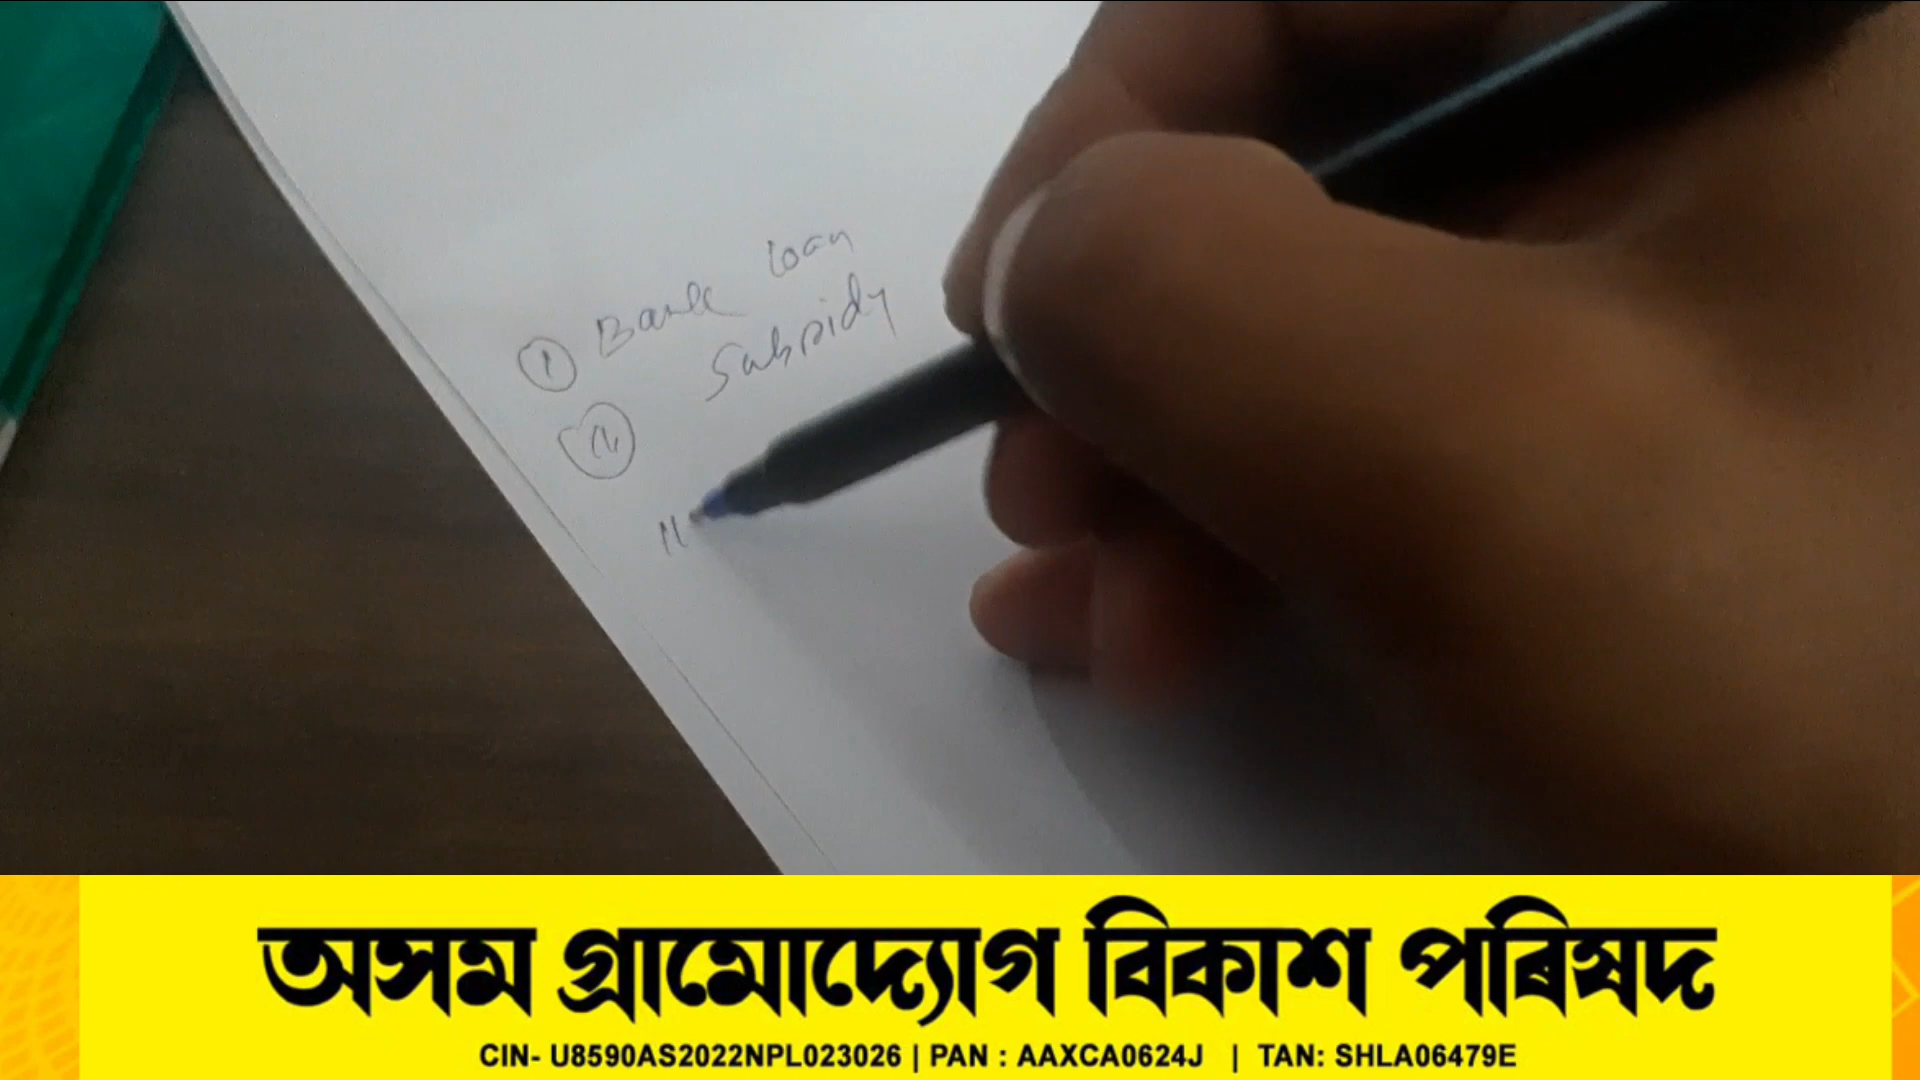 ① Bank loan
② Subsidy
অসম গ্ৰামোদ্যোগ বিকাশ পৰিষদ
CIN- U8590AS2022NPL023026 | PAN : AAXCA0624J | TAN: SHLA06479E